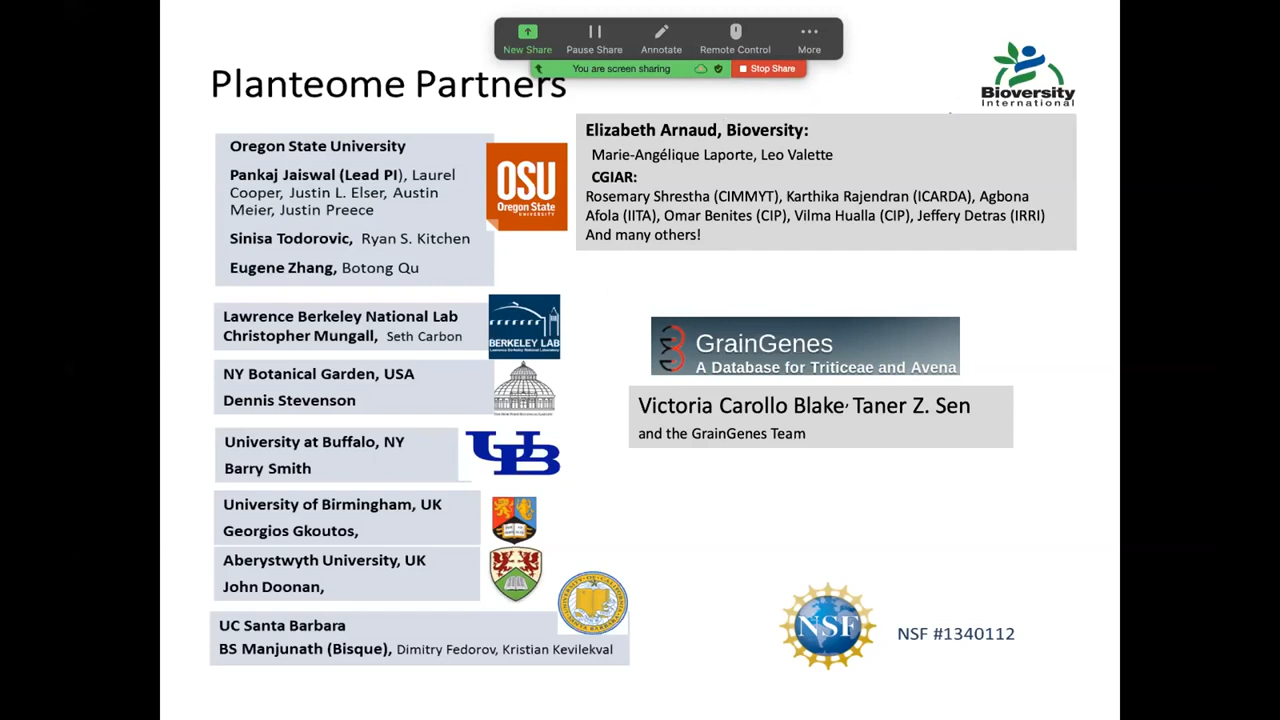 New Share
Pause Share
Annotate
Remote Control
More
You are screen sharing
Stop Share
Planteome Partners
Bioversity
International
Oregon State University
Pankaj Jaiswal (Lead PI), Laurel
Cooper, Justin L. Elser, Austin
Meier, Justin Preece
Sinisa Todorovic, Ryan S. Kitchen
Eugene Zhang, Botong Qu
OSU
Oregon State
UNIVERSITY
Elizabeth Arnaud, Bioversity:
Marie-Angélique Laporte, Leo Valette
CGIAR:
Rosemary Shrestha (CIMMYT), Karthika Rajendran (ICARDA), Agbona
Afola (IITA), Omar Benites (CIP), Vilma Hualla (CIP), Jeffery Detras (IRRI)
And many others!
Lawrence Berkeley National Lab
Christopher Mungall, Seth Carbon
BERKELEY LAB
Lawrence Berkeley National Laboratory
NY Botanical Garden, USA
Dennis Stevenson
University at Buffalo, NY
Barry Smith
UB
University of Birmingham, UK
Georgios Gkoutos,
Aberystwyth University, UK
John Doonan,
UC Santa Barbara
BS Manjunath (Bisque), Dimitry Fedorov, Kristian Kevilekval
GrainGenes
A Database for Triticeae and Avena
Victoria Carollo Blake, Taner Z. Sen
and the GrainGenes Team
NSF
NSF #1340112